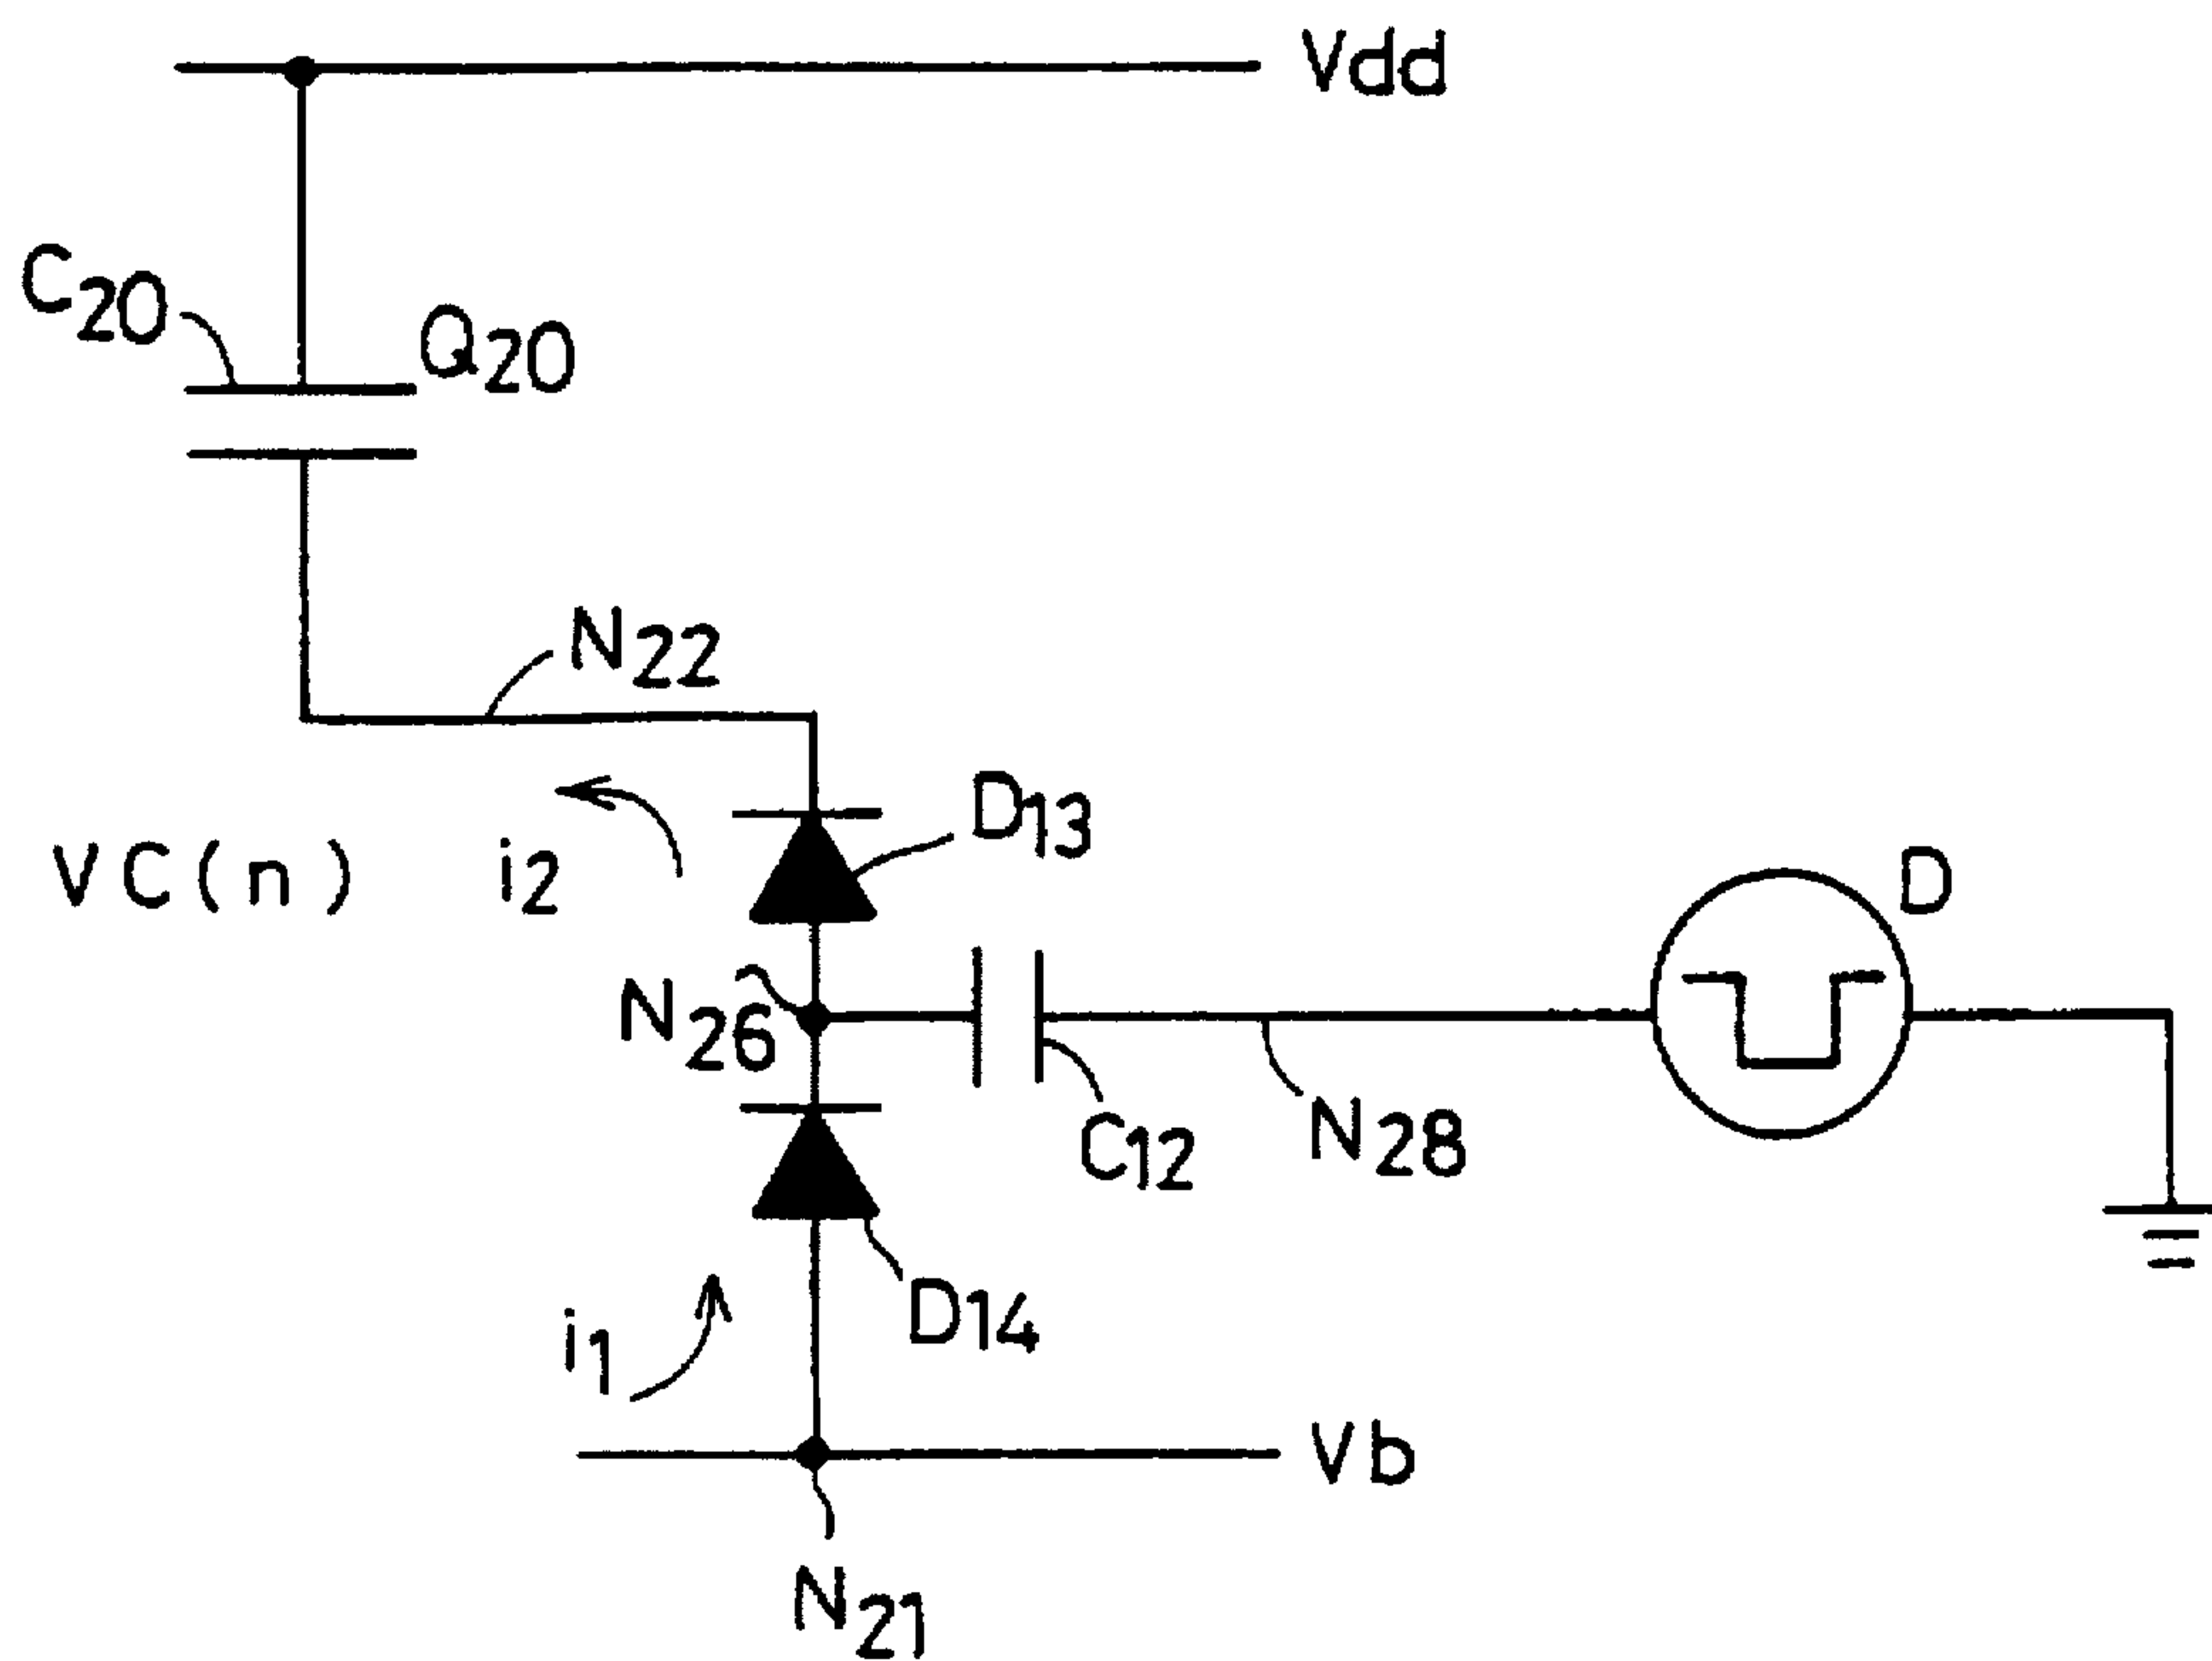 Vdd
C20
Q20
N22
D13
VC(n)
i2
D
N26
C12
N28
D14
i1
Vb
N21